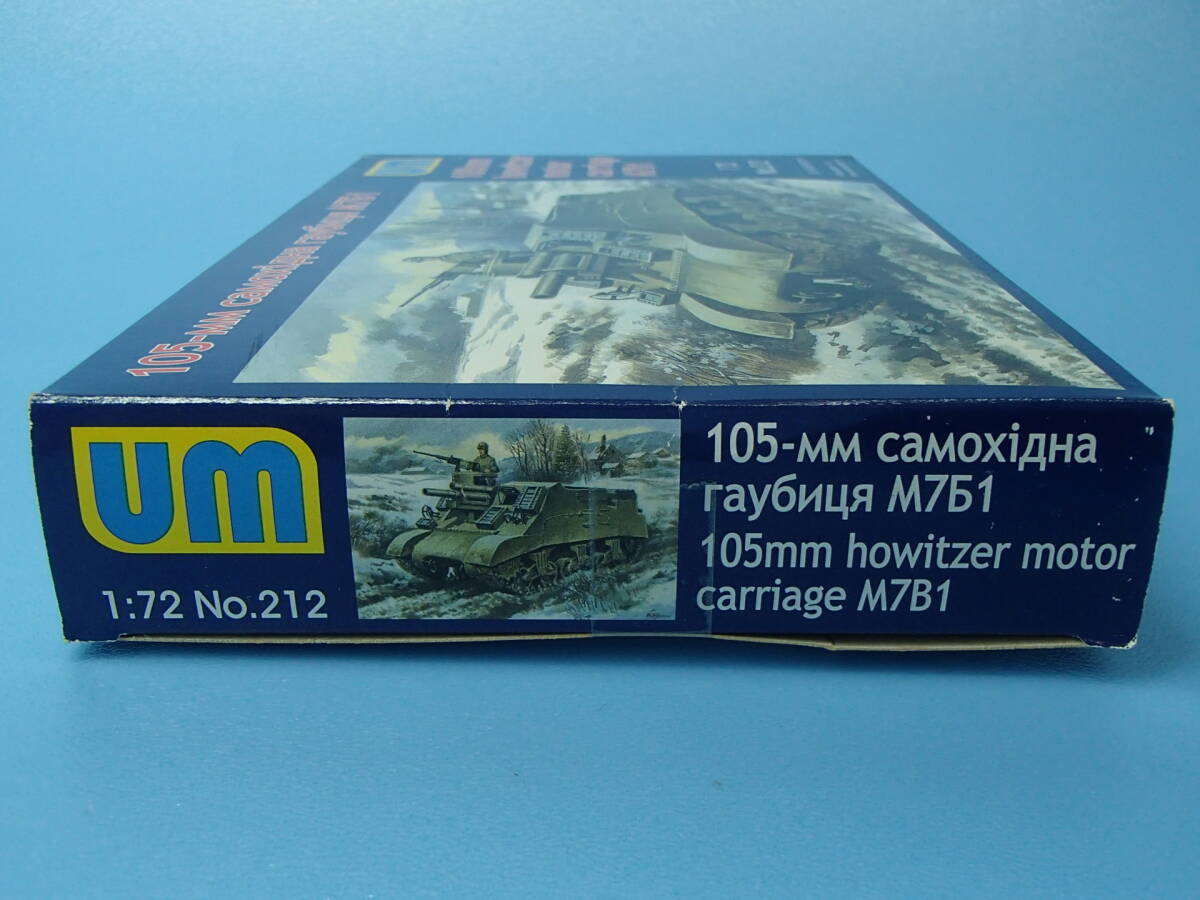 105-мм самохідна гаубиця М7Б1
um
1:72 No.212
105-мм самохідна
гаубиця М7Б1
105mm howitzer motor
carriage M7B1